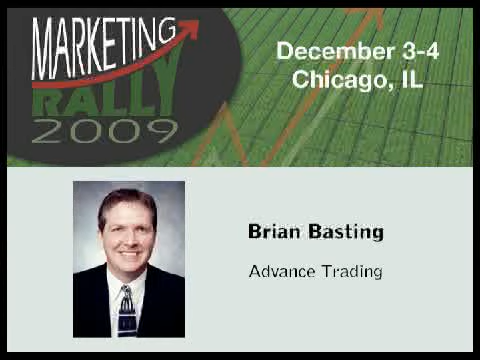 MARKETING
RALLY
2009
December 3-4
Chicago, IL
Brian Basting
Advance Trading